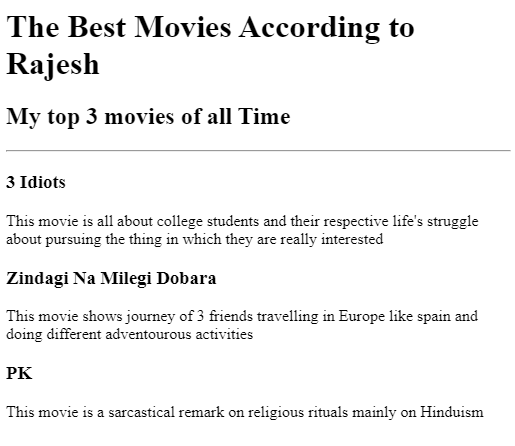 The Best Movies According to
Rajesh
My top 3 movies of all Time
3 Idiots
This movie is all about college students and their respective life's struggle
about pursuing the thing in which they are really interested
Zindagi Na Milegi Dobara
This movie shows journey of 3 friends travelling in Europe like spain and
doing different adventourous activities
PK
This movie is a sarcastical remark on religious rituals mainly on Hinduism